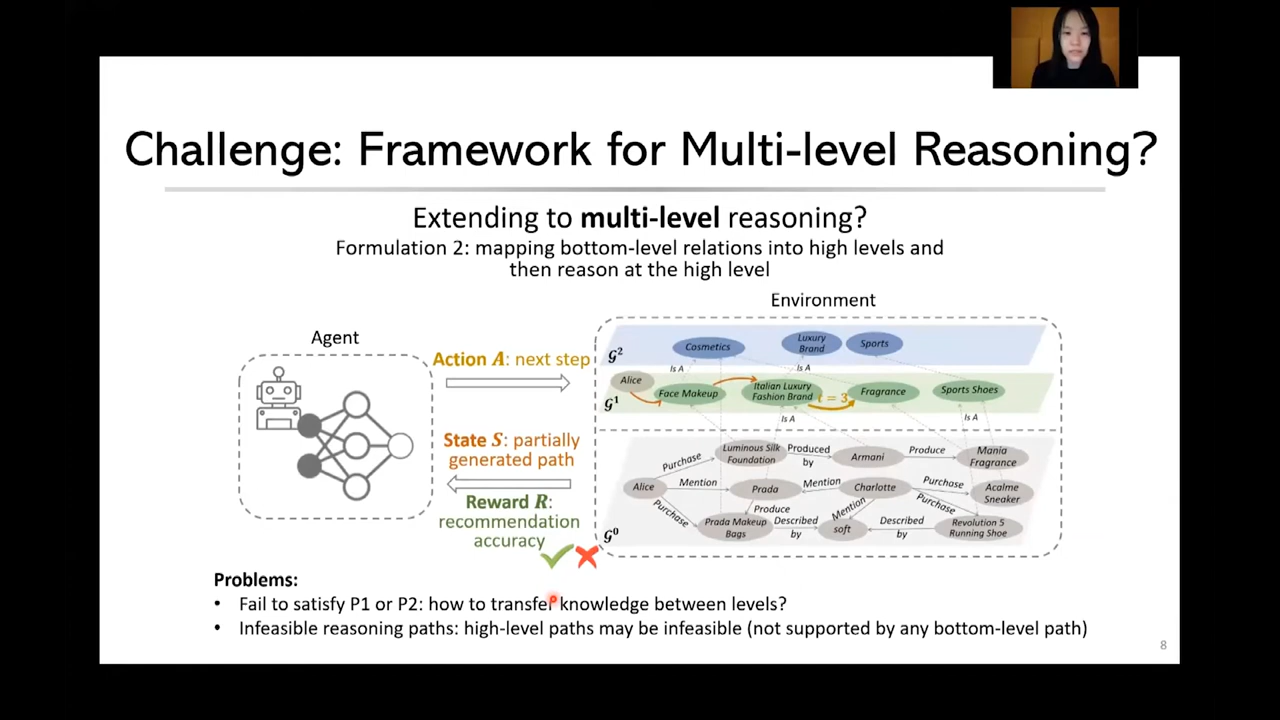 Challenge: Framework for Multi-level Reasoning?
Extending to multi-level reasoning?
Formulation 2: mapping bottom-level relations into high levels and
then reason at the high level
Environment
Agent
Action A: next step
State S: partially
generated path
Reward R:
recommendation
accuracy
G²
Cosmetics
Luxury
Brand
Sports
Is A
Is A
G¹
Alice
Face Makeup
Italian Luxury
Fashion Brand
t = 3
Fragrance
Sports Shoes
Is A
Is A
Purchase
Luminous Silk
Foundation
Produced
by
Armani
Produce
Mania
Fragrance
Alice
Mention
Prada
Mention
Charlotte
Purchase
Acalme
Sneaker
Purchase
Produce
Mention
Purchase
G⁰
Prada Makeup
Bags
Described
by
soft
Described
by
Revolution 5
Running Shoe
Problems:
• Fail to satisfy P1 or P2: how to transfer knowledge between levels?
• Infeasible reasoning paths: high-level paths may be infeasible (not supported by any bottom-level path)
8